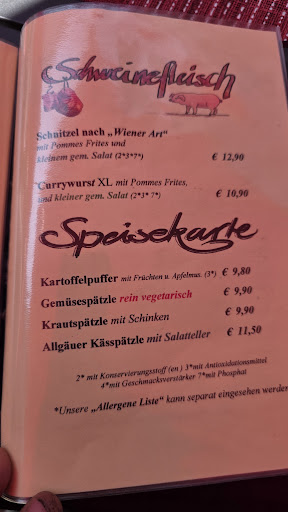 Schweinefleisch
Schnitzel nach „Wiener Art"
mit Pommes Frites und
kleinem gem. Salat (2*3*7*) € 12,90
Currywurst XL mit Pommes Frites,
und kleiner gem. Salat (2*3* 7*) € 10,90
Speisekarte
Kartoffelpuffer mit Früchten u. Apfelmus. (3*) € 9,80
Gemüsespätzle rein vegetarisch € 9,90
Krautspätzle mit Schinken € 9,90
Allgäuer Kässpätzle mit Salatteller € 11,50
2* mit Konservierungsstoff (en ) 3*mit Antioxidationsmittel
4*mit Geschmacksverstärker 7*mit Phosphat
*Unsere „Allergene Liste" kann separat eingesehen werden